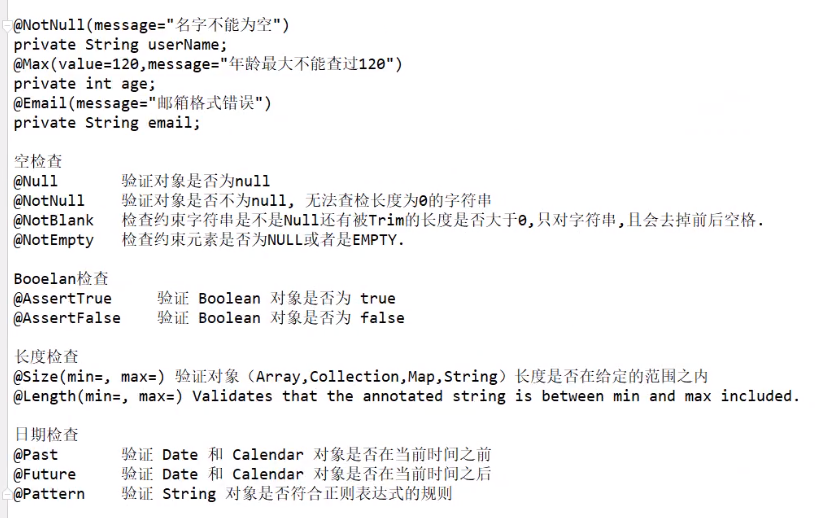 @NotNull(message="名字不能为空")
private String userName;
@Max(value=120,message="年龄最大不能查过120")
private int age;
@Email(message="邮箱格式错误")
private String email;
空检查
@Null 验证对象是否为null
@NotNull 验证对象是否不为null, 无法查检长度为0的字符串
@NotBlank 检查约束字符串是不是Null还有被Trim的长度是否大于0,只对字符串,且会去掉前后空格.
@NotEmpty 检查约束元素是否为NULL或者是EMPTY.
Booelan检查
@AssertTrue 验证 Boolean 对象是否为 true
@AssertFalse 验证 Boolean 对象是否为 false
长度检查
@Size(min=, max=) 验证对象（Array,Collection,Map,String）长度是否在给定的范围之内
@Length(min=, max=) Validates that the annotated string is between min and max included.
日期检查
@Past 验证 Date 和 Calendar 对象是否在当前时间之前
@Future 验证 Date 和 Calendar 对象是否在当前时间之后
@Pattern 验证 String 对象是否符合正则表达式的规则